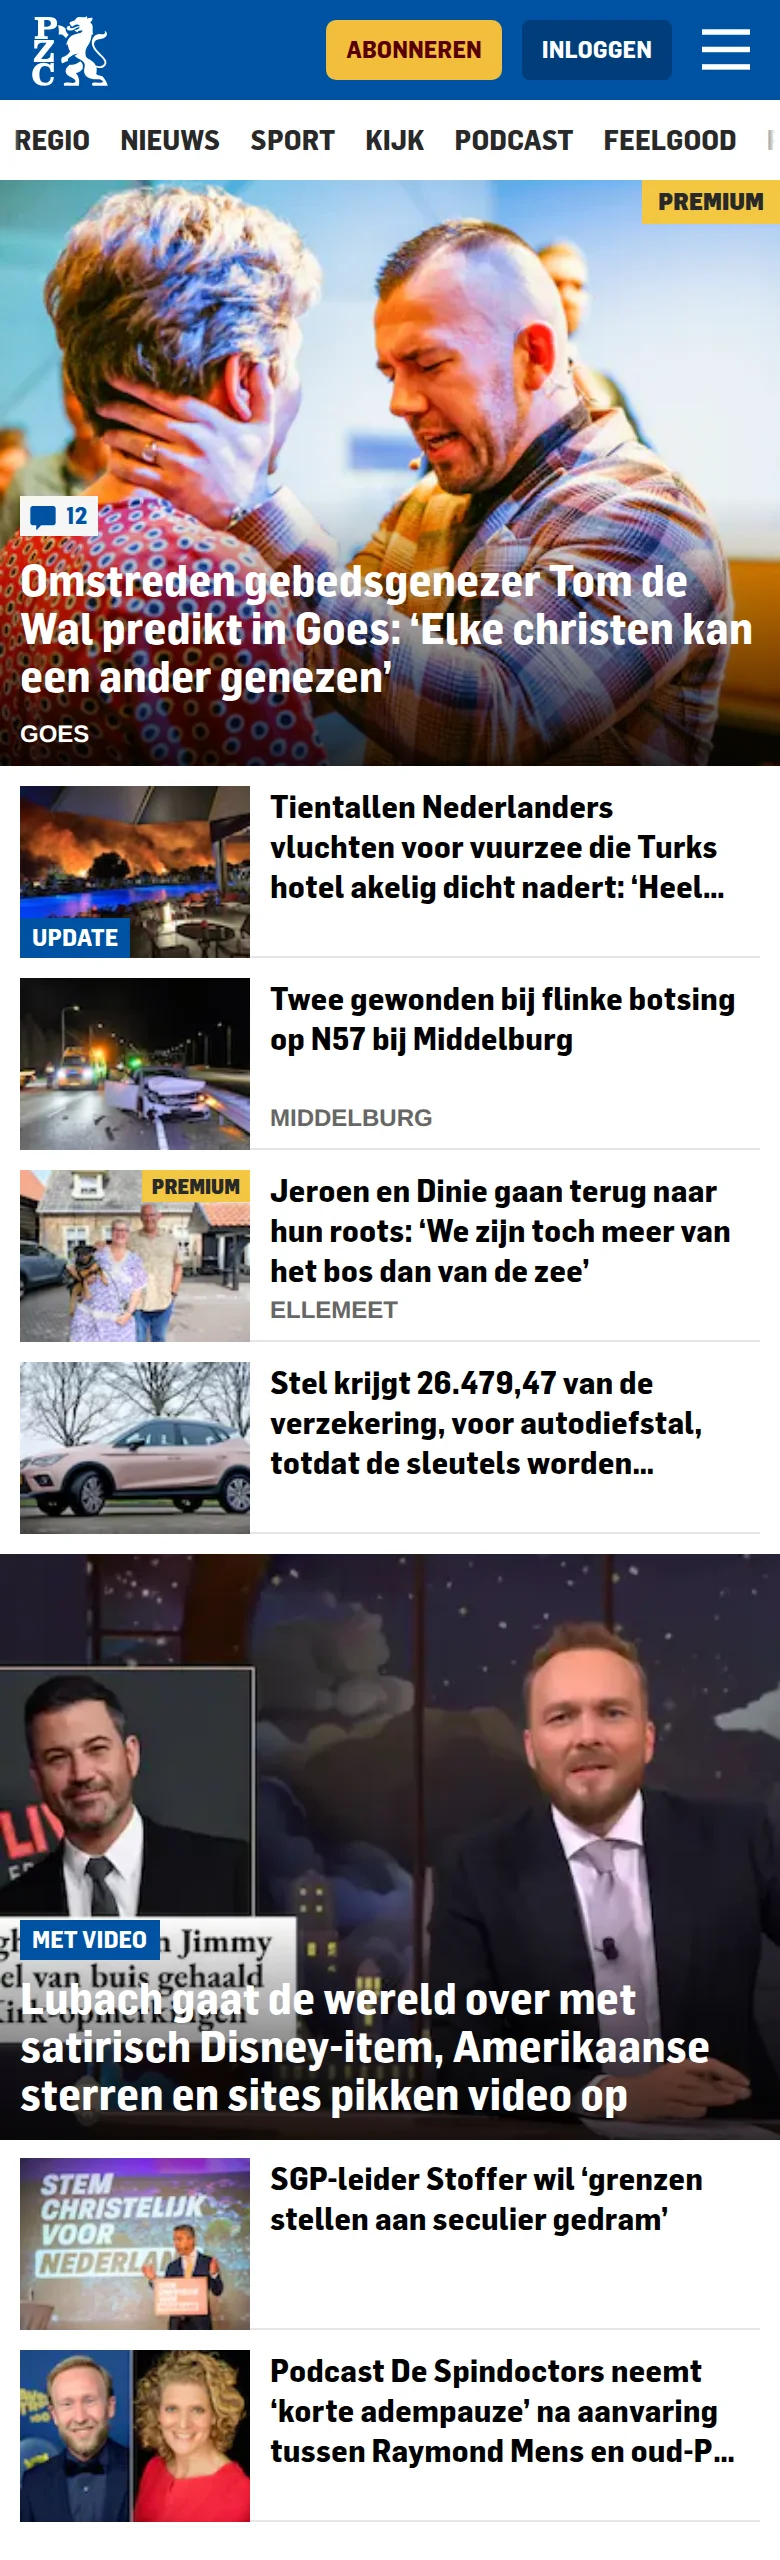 PZC
ABONNEREN
INLOGGEN
REGIO NIEUWS SPORT KIJK PODCAST FEELGOOD
PREMIUM
12
Omstreden gebedsgenezer Tom de
Wal predikt in Goes: ‘Elke christen kan
een ander genezen’
GOES
Tientallen Nederlanders
vluchten voor vuurzee die Turks
hotel akelig dicht nadert: ‘Heel...
UPDATE
Twee gewonden bij flinke botsing
op N57 bij Middelburg
MIDDELBURG
PREMIUM
Jeroen en Dinie gaan terug naar
hun roots: ‘We zijn toch meer van
het bos dan van de zee’
ELLEMEET
Stel krijgt 26.479,47 van de
verzekering, voor autodiefstal,
totdat de sleutels worden...
MET VIDEO
Jimmy
van buis gehaald
Lubach gaat de wereld over met
satirisch Disney-item, Amerikaanse
sterren en sites pikken video op
STEM
CHRISTELIJK
VOOR
NEDERLAN
SGP-leider Stoffer wil ‘grenzen
stellen aan seculier gedram’
Podcast De Spindoctors neemt
‘korte adempauze’ na aanvaring
tussen Raymond Mens en oud-P...